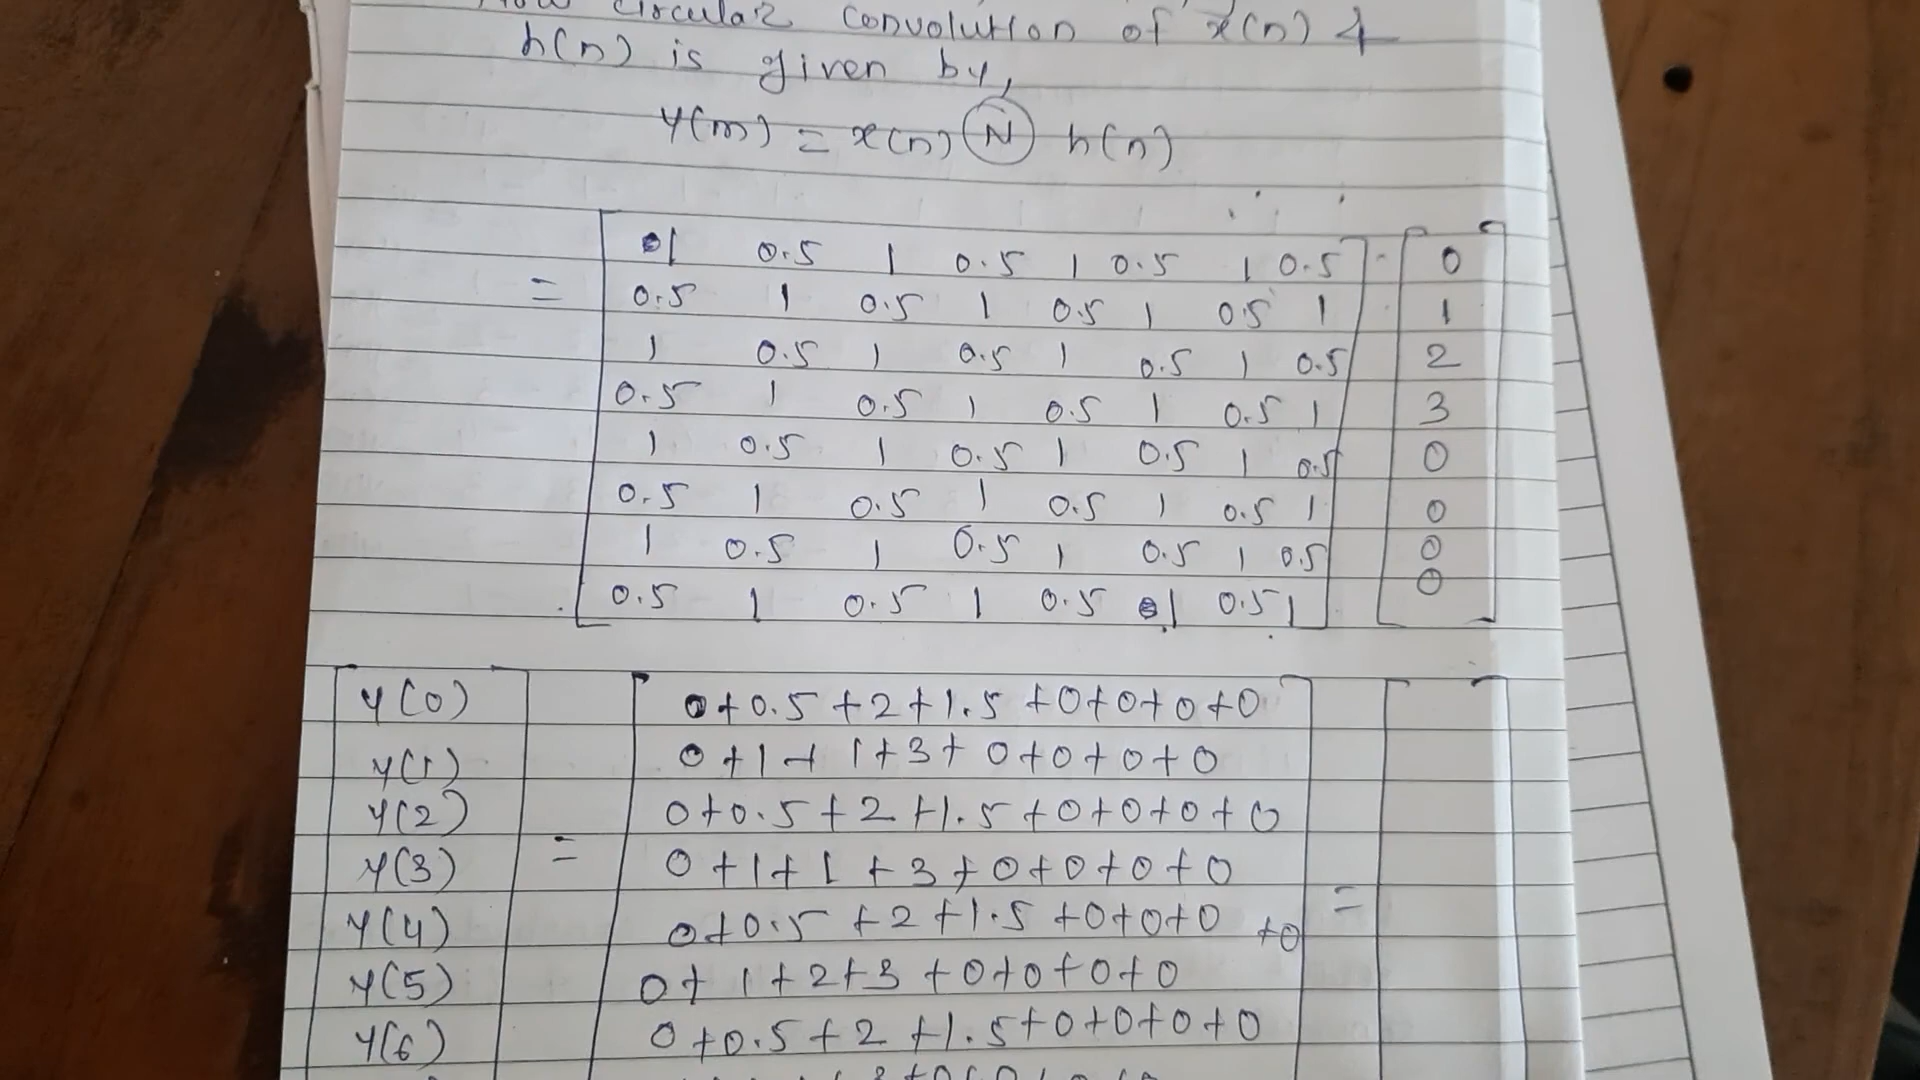 circular convolution of x(n) &
h(n) is given by,
y(m) = x(n) Ⓝ h(n)
= 1 0.5 1 0.5 1 0.5 1 0.5 0
0.5 1 0.5 1 0.5 1 0.5 1 1
1 0.5 1 0.5 1 0.5 1 0.5 2
0.5 1 0.5 1 0.5 1 0.5 1 3
1 0.5 1 0.5 1 0.5 1 0.5 0
0.5 1 0.5 1 0.5 1 0.5 1 0
1 0.5 1 0.5 1 0.5 1 0.5 0
0.5 1 0.5 1 0.5 1 0.5 1 0
y(0) 0+0.5+2+1.5+0+0+0+0
y(1) 0+1+1+3+0+0+0+0
y(2) 0+0.5+2+1.5+0+0+0+0
y(3) = 0+1+1+3+0+0+0+0 =
y(4) 0+0.5+2+1.5+0+0+0+0
y(5) 0+1+2+3+0+0+0+0
y(6) 0+0.5+2+1.5+0+0+0+0